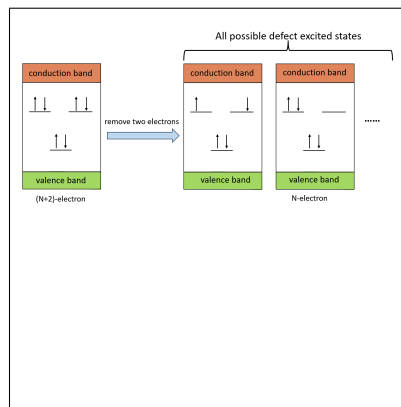 All possible defect excited states
conduction band
conduction band
conduction band
remove two electrons
......
valence band
valence band
valence band
(N+2)-electron
N-electron